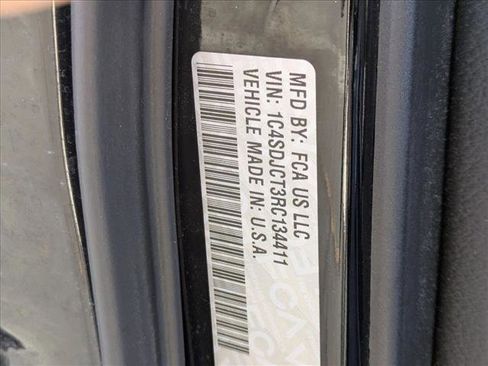 MFD BY: FCA US LLC
VIN: 1C4SDJCT3RC134411
VEHICLE MADE IN: U.S.A.